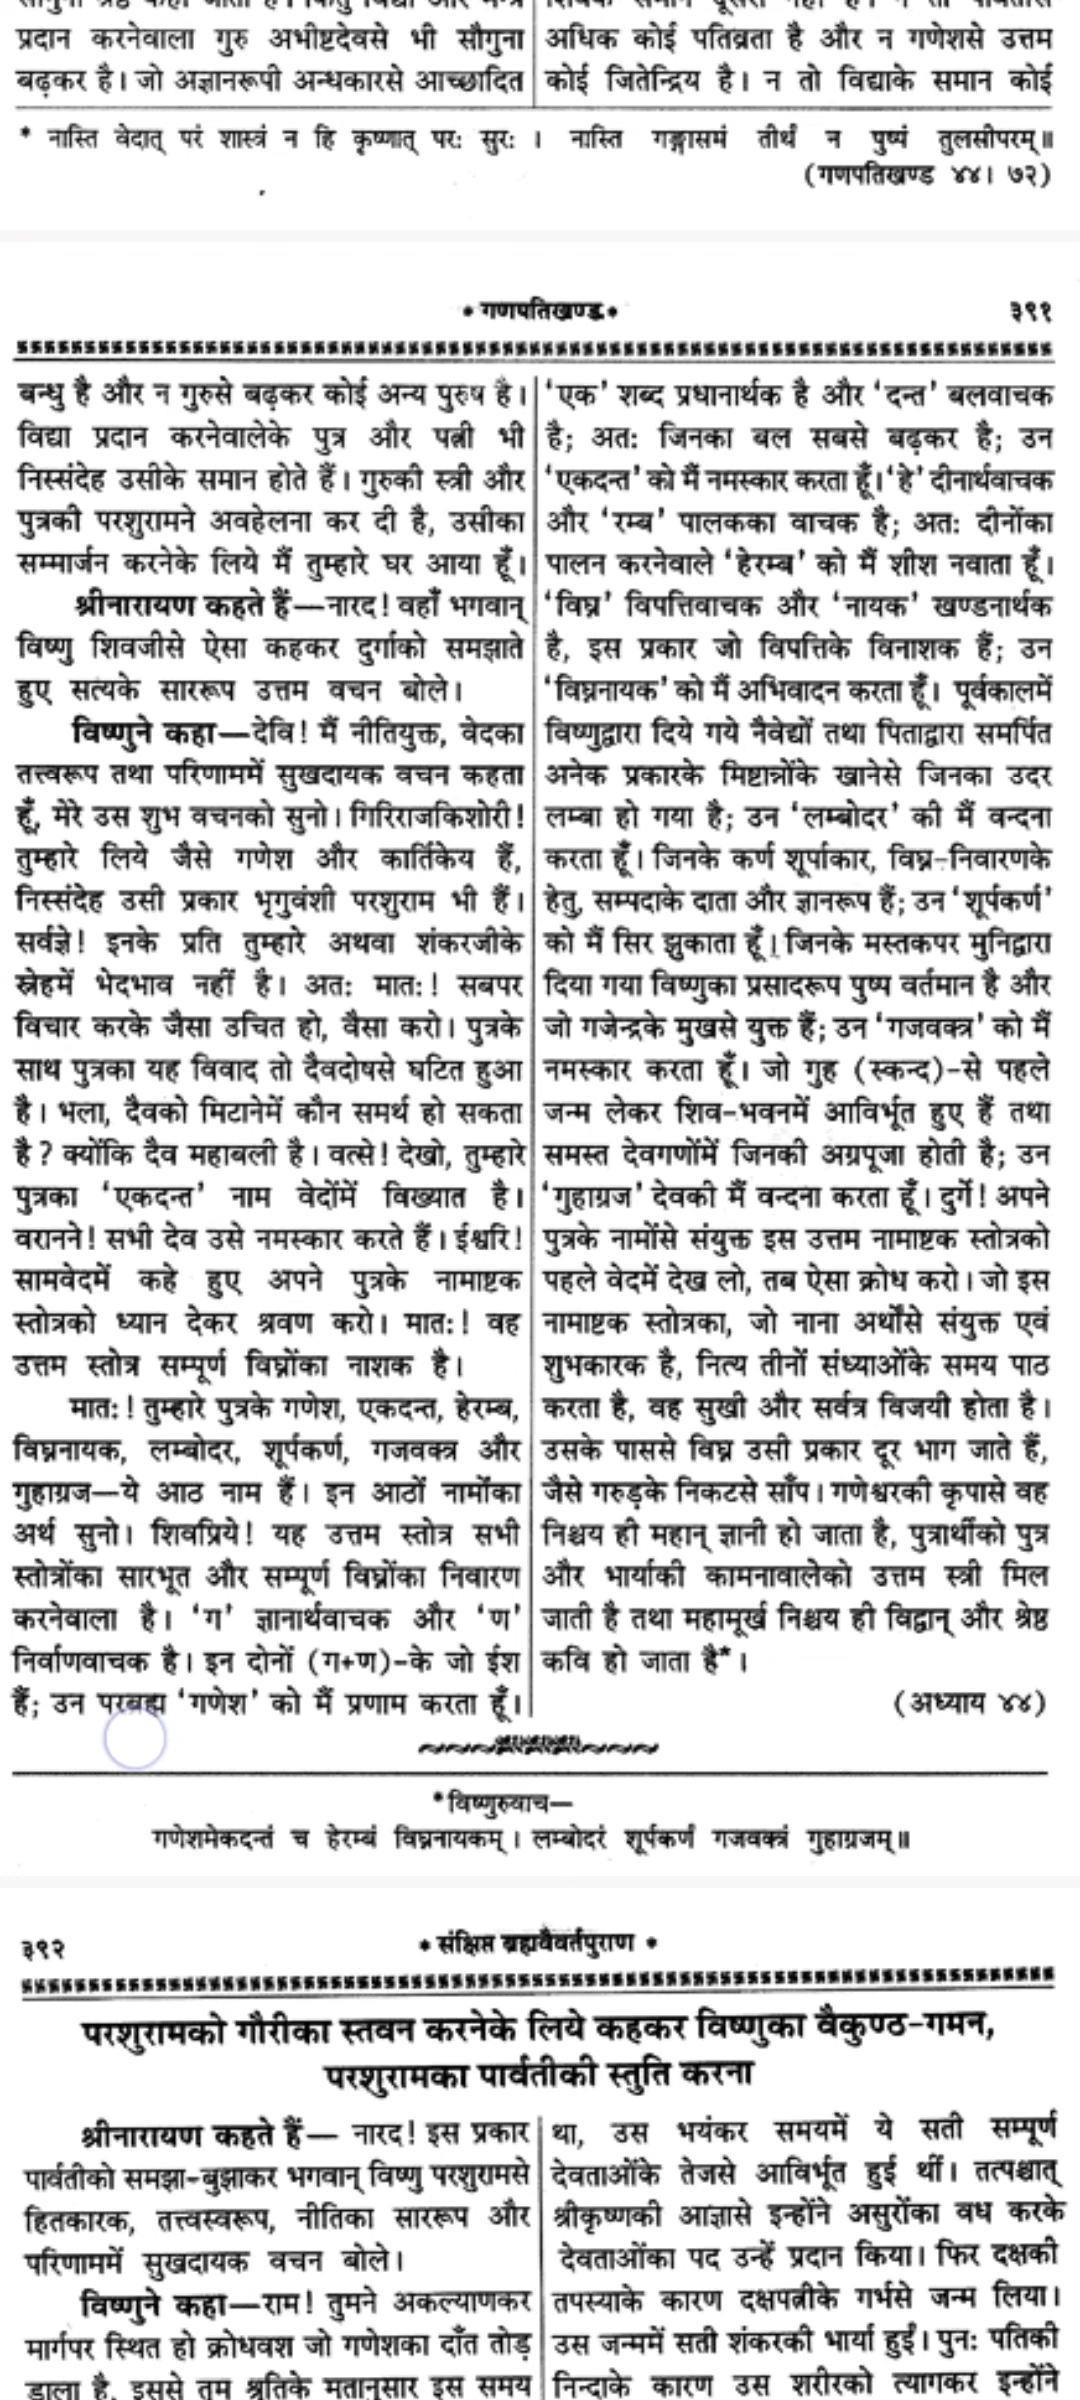 प्रदान करनेवाला गुरु अभीष्टदेवसे भी सौगुना
बढ़कर है। जो अज्ञानरूपी अन्धकारसे आच्छादित
अधिक कोई पतिव्रता है और न गणेशसे उत्तम
कोई जितेन्द्रिय है। न तो विद्याके समान कोई
* नास्ति वेदात् परं शास्त्रं न हि कृष्णात् परः सुरः । नास्ति गङ्गासमं तीर्थं न पुष्पं तुलसीपरम्॥
(गणपतिखण्ड ४४। ७२)
* गणपतिखण्ड *
३९१
बन्धु है और न गुरुसे बढ़कर कोई अन्य पुरुष है।
विद्या प्रदान करनेवालेके पुत्र और पत्नी भी
निस्संदेह उसीके समान होते हैं। गुरुकी स्त्री और
पुत्रकी परशुरामने अवहेलना कर दी है, उसीका
सम्मार्जन करनेके लिये मैं तुम्हारे घर आया हूँ।
श्रीनारायण कहते हैं—नारद! वहाँ भगवान्
विष्णु शिवजीसे ऐसा कहकर दुर्गाको समझाते
हुए सत्यके साररूप उत्तम वचन बोले।
विष्णुने कहा—देवि! मैं नीतियुक्त, वेदका
तत्त्वरूप तथा परिणाममें सुखदायक वचन कहता
हूँ, मेरे उस शुभ वचनको सुनो। गिरिराजकिशोरी!
तुम्हारे लिये जैसे गणेश और कार्तिकेय हैं,
निस्संदेह उसी प्रकार भृगुवंशी परशुराम भी हैं।
सर्वज्ञे! इनके प्रति तुम्हारे अथवा शंकरजीके
स्नेहमें भेदभाव नहीं है। अतः मातः! सबपर
विचार करके जैसा उचित हो, वैसा करो। पुत्रके
साथ पुत्रका यह विवाद तो दैवदोषसे घटित हुआ
है। भला, दैवको मिटानेमें कौन समर्थ हो सकता
है? क्योंकि दैव महाबली है। वत्से! देखो, तुम्हारे
पुत्रका ‘एकदन्त’ नाम वेदोंमें विख्यात है।
वरानने! सभी देव उसे नमस्कार करते हैं। ईश्वरि!
सामवेदमें कहे हुए अपने पुत्रके नामाष्टक
स्तोत्रको ध्यान देकर श्रवण करो। मातः! वह
उत्तम स्तोत्र सम्पूर्ण विघ्नोंका नाशक है।
मातः! तुम्हारे पुत्रके गणेश, एकदन्त, हेरम्ब,
विघ्ननायक, लम्बोदर, शूर्पकर्ण, गजवक्त्र और
गुहाग्रज—ये आठ नाम हैं। इन आठों नामोंका
अर्थ सुनो। शिवप्रिये! यह उत्तम स्तोत्र सभी
स्तोत्रोंका सारभूत और सम्पूर्ण विघ्नोंका निवारण
करनेवाला है। ‘ग’ ज्ञानार्थवाचक और ‘ण’
निर्वाणवाचक है। इन दोनों (ग+ण)-के जो ईश
हैं; उन परब्रह्म ‘गणेश’ को मैं प्रणाम करता हूँ।
‘एक’ शब्द प्रधानार्थक है और ‘दन्त’ बलवाचक
है; अतः जिनका बल सबसे बढ़कर है; उन
‘एकदन्त’ को मैं नमस्कार करता हूँ। ‘हे’ दीनार्थवाचक
और ‘रम्ब’ पालकका वाचक है; अतः दीनोंका
पालन करनेवाले ‘हेरम्ब’ को मैं शीश नवाता हूँ।
‘विघ्न’ विपत्तिवाचक और ‘नायक’ खण्डनार्थक
है, इस प्रकार जो विपत्तिके विनाशक हैं; उन
‘विघ्ननायक’ को मैं अभिवादन करता हूँ। पूर्वकालमें
विष्णुद्वारा दिये गये नैवेद्यों तथा पिताद्वारा समर्पित
अनेक प्रकारके मिष्टान्नोंके खानेसे जिनका उदर
लम्बा हो गया है; उन ‘लम्बोदर’ की मैं वन्दना
करता हूँ। जिनके कर्ण शूर्पाकार, विघ्न-निवारणके
हेतु, सम्पदाके दाता और ज्ञानरूप हैं; उन ‘शूर्पकर्ण’
को मैं सिर झुकाता हूँ। जिनके मस्तकपर मुनिद्वारा
दिया गया विष्णुका प्रसादरूप पुष्प वर्तमान है और
जो गजेन्द्रके मुखसे युक्त हैं; उन ‘गजवक्त्र’ को मैं
नमस्कार करता हूँ। जो गुह (स्कन्द)-से पहले
जन्म लेकर शिव-भवनमें आविर्भूत हुए हैं तथा
समस्त देवगणोंमें जिनकी अग्रपूजा होती है; उन
‘गुहाग्रज’ देवकी मैं वन्दना करता हूँ। दुर्गे! अपने
पुत्रके नामोंसे संयुक्त इस उत्तम नामाष्टक स्तोत्रको
पहले वेदमें देख लो, तब ऐसा क्रोध करो। जो इस
नामाष्टक स्तोत्रका, जो नाना अर्थोंसे संयुक्त एवं
शुभकारक है, नित्य तीनों संध्याओंके समय पाठ
करता है, वह सुखी और सर्वत्र विजयी होता है।
उसके पाससे विघ्न उसी प्रकार दूर भाग जाते हैं,
जैसे गरुड़के निकटसे साँप। गणेश्वरकी कृपासे वह
निश्चय ही महान् ज्ञानी हो जाता है, पुत्रार्थीको पुत्र
और भार्याकी कामनावालेको उत्तम स्त्री मिल
जाती है तथा महामूर्ख निश्चय ही विद्वान् और श्रेष्ठ
कवि हो जाता है*।
(अध्याय ४४)
*विष्णुरुवाच—
गणेशमेकदन्तं च हेरम्बं विघ्ननायकम्। लम्बोदरं शूर्पकर्णं गजवक्त्रं गुहाग्रजम्॥
३९२
* संक्षिप्त ब्रह्मवैवर्तपुराण *
परशुरामको गौरीका स्तवन करनेके लिये कहकर विष्णुका वैकुण्ठ-गमन,
परशुरामका पार्वतीकी स्तुति करना
श्रीनारायण कहते हैं— नारद! इस प्रकार
पार्वतीको समझा-बुझाकर भगवान् विष्णु परशुरामसे
हितकारक, तत्त्वस्वरूप, नीतिका साररूप और
परिणाममें सुखदायक वचन बोले।
विष्णुने कहा—राम! तुमने अकल्याणकर
मार्गपर स्थित हो क्रोधवश जो गणेशका दाँत तोड़
डाला है, इससे तुम श्रुतिके मतानुसार इस समय
था, उस भयंकर समयमें ये सती सम्पूर्ण
देवताओंके तेजसे आविर्भूत हुई थीं। तत्पश्चात्
श्रीकृष्णकी आज्ञासे इन्होंने असुरोंका वध करके
देवताओंका पद उन्हें प्रदान किया। फिर दक्षकी
तपस्याके कारण दक्षपत्नीके गर्भसे जन्म लिया।
उस जन्ममें सती शंकरकी भार्या हुईं। पुनः पतिकी
निन्दाके कारण उस शरीरको त्यागकर इन्होंने